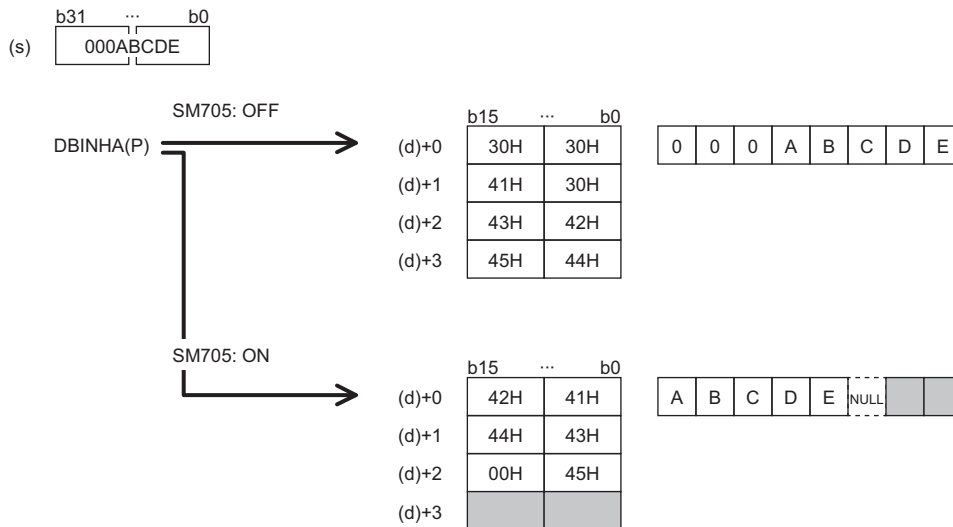 b31 ··· b0
(s) 000ABCDE
SM705: OFF
DBINHA(P)
b15 ··· b0
(d)+0 30H 30H
(d)+1 41H 30H
(d)+2 43H 42H
(d)+3 45H 44H
0 0 0 A B C D E
SM705: ON
b15 ··· b0
(d)+0 42H 41H
(d)+1 44H 43H
(d)+2 00H 45H
(d)+3
A B C D E NULL